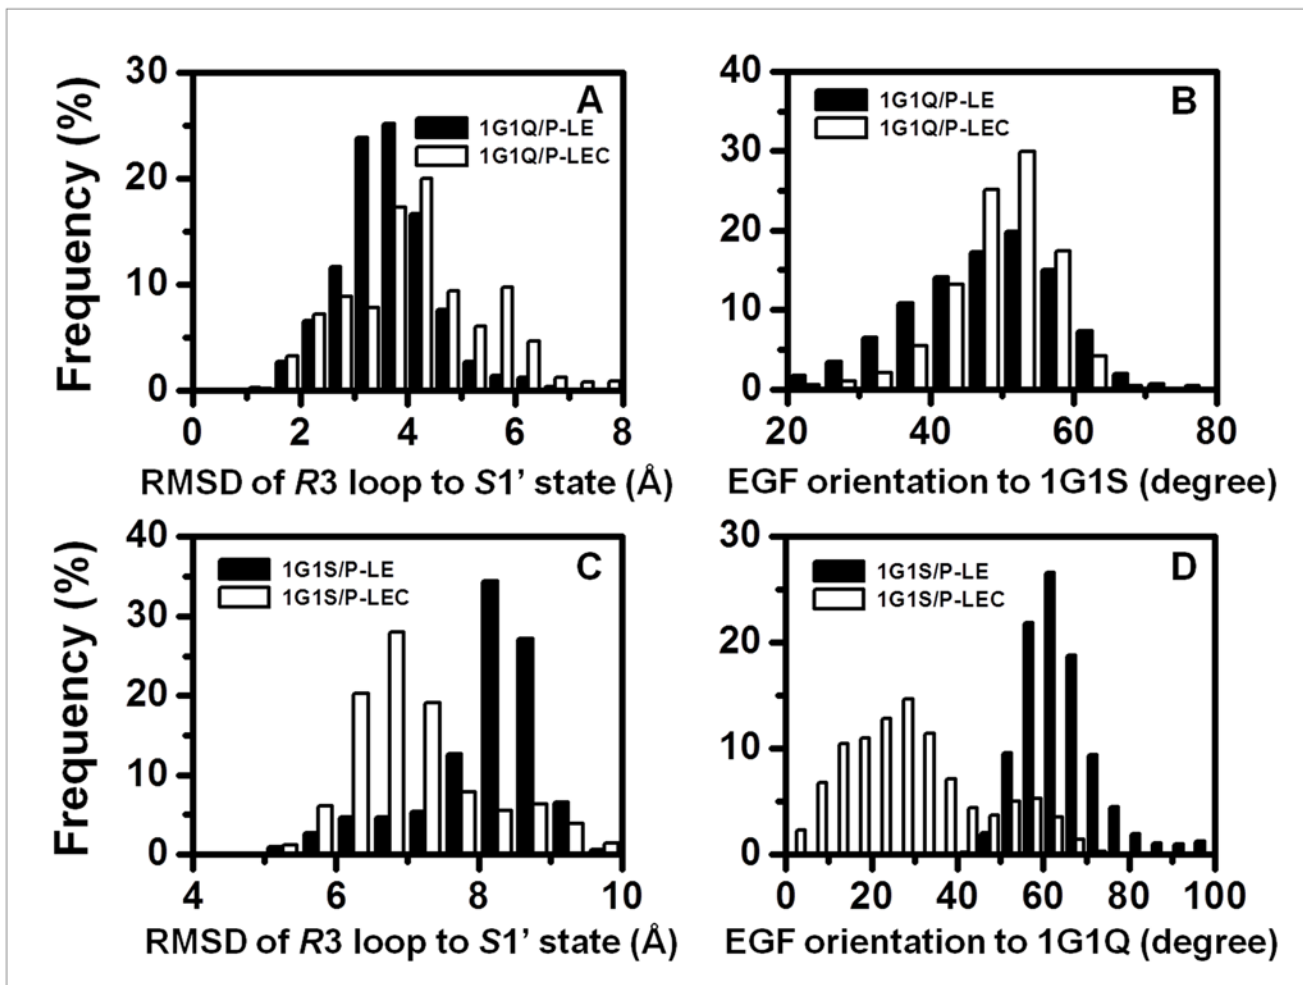 A
B
1G1Q/P-LE
1G1Q/P-LEC
1G1Q/P-LE
1G1Q/P-LEC
Frequency (%)
30
20
10
0
0 2 4 6 8
RMSD of R3 loop to S1’ state (Å)
40
30
20
10
0
20 40 60 80
EGF orientation to 1G1S (degree)
C
D
1G1S/P-LE
1G1S/P-LEC
1G1S/P-LE
1G1S/P-LEC
Frequency (%)
40
30
20
10
0
4 6 8 10
RMSD of R3 loop to S1’ state (Å)
30
20
10
0
0 20 40 60 80 100
EGF orientation to 1G1Q (degree)